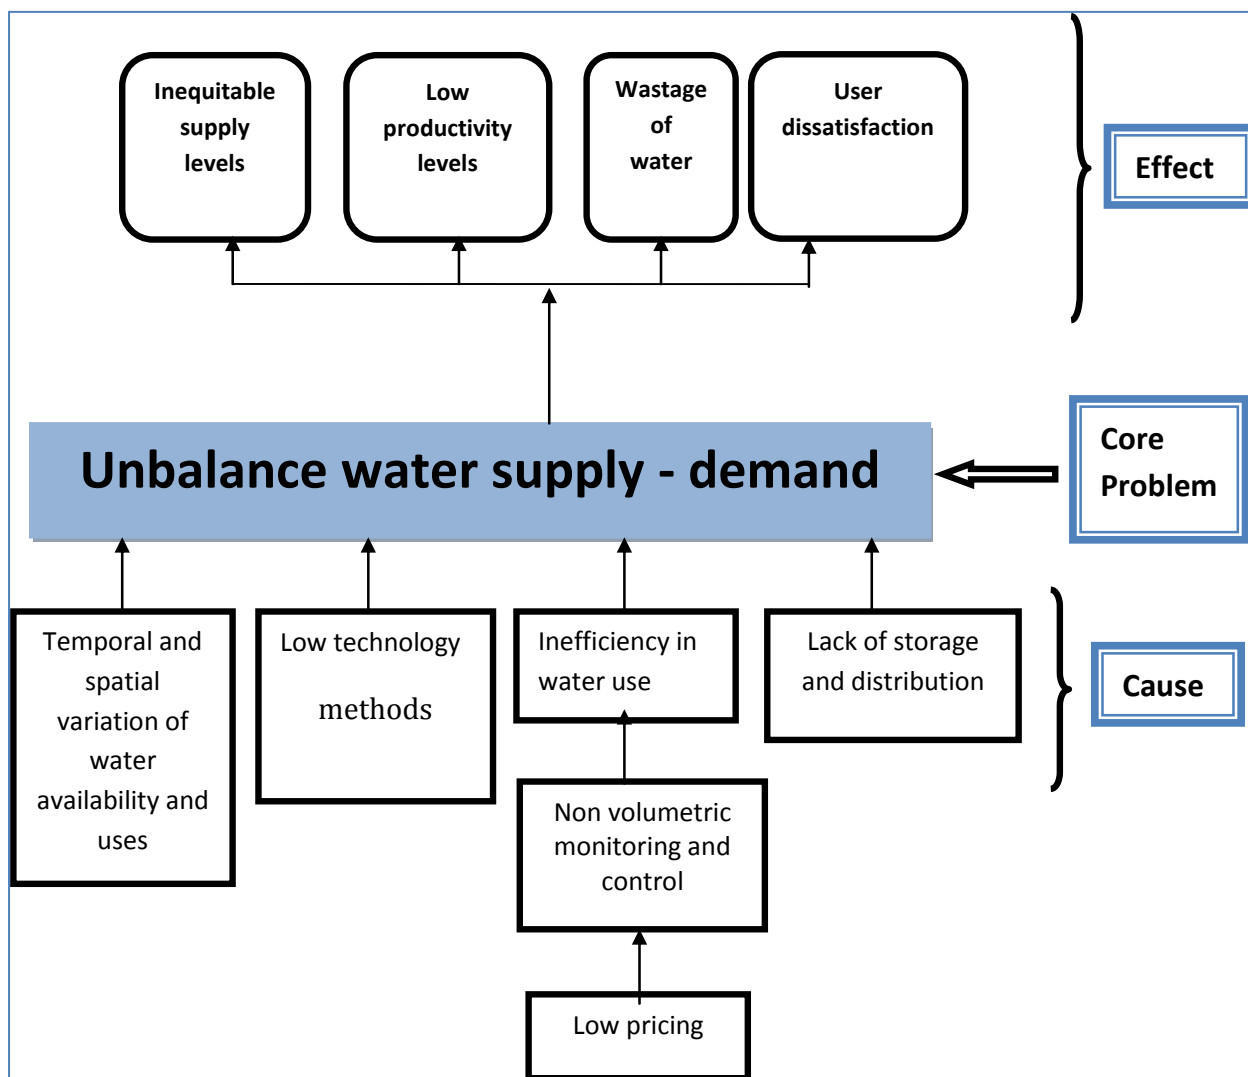 Inequitable
supply
levels
Low
productivity
levels
Wastage
of
water
User
dissatisfaction
Effect
Unbalance water supply - demand
Core
Problem
Temporal and
spatial
variation of
water
availability and
uses
Low technology
methods
Inefficiency in
water use
Lack of storage
and distribution
Cause
Non volumetric
monitoring and
control
Low pricing